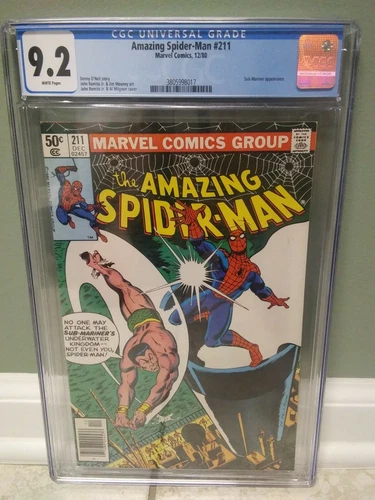 CGC UNIVERSAL GRADE
Amazing Spider-Man #211
Marvel Comics, 12/80
9.2
WHITE Pages
Denny O'Neil story
John Romita Jr. & Jim Mooney art
John Romita Jr. & Al Milgrom cover
Sub-Mariner appearance.
3805998017
CGC
50¢
211
DEC
02457
MARVEL COMICS GROUP
the AMAZING
SPIDER-MAN
NO ONE MAY
ATTACK THE
SUB-MARINER'S
UNDERWATER
KINGDOM--
NOT EVEN YOU,
SPIDER-MAN!